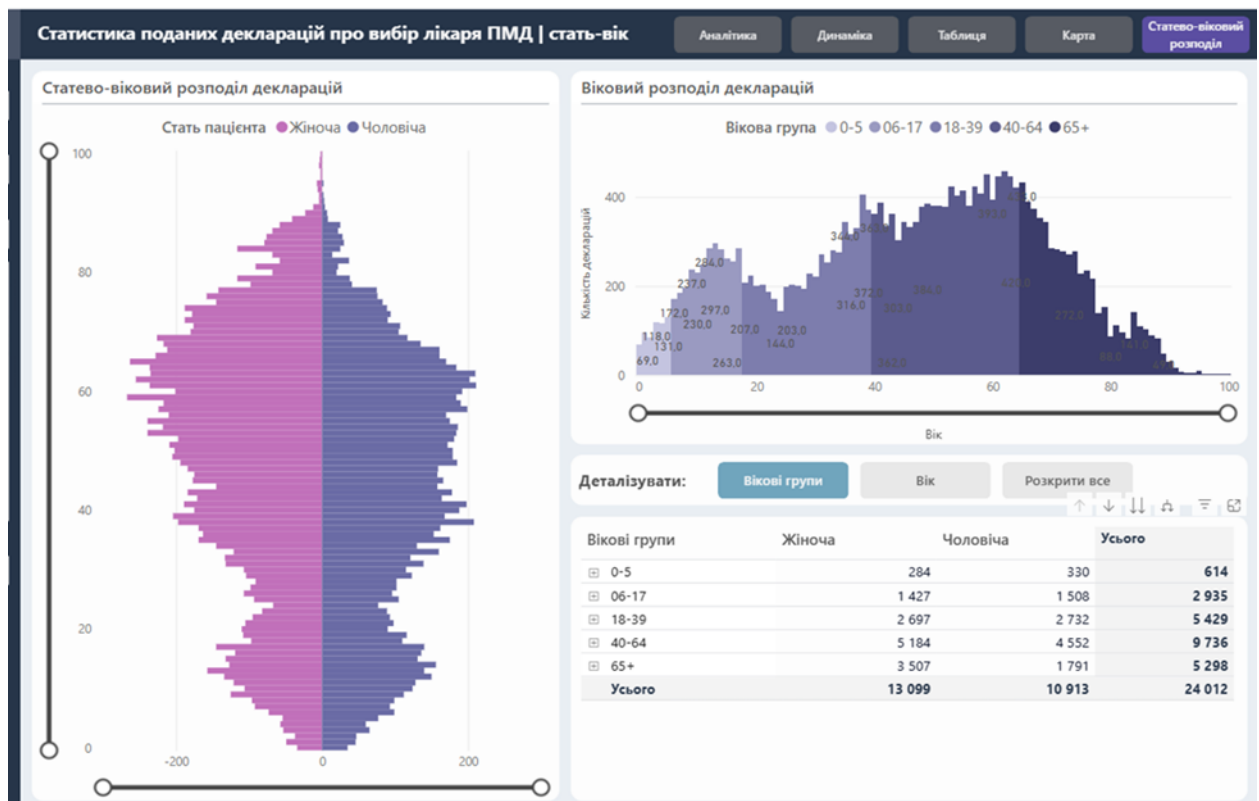 Статистика поданих декларацій про вибір лікаря ПМД | стать-вік
Аналітика
Динаміка
Таблиця
Карта
Статево-віковий
розподіл
Статево-віковий розподіл декларацій
Стать пацієнта Жіноча Чоловіча
100
80
60
40
20
0
-200 0 200
Віковий розподіл декларацій
Вікова група 0-5 06-17 18-39 40-64 65+
Кількість декларацій
400
200
0
69,0
118,0
131,0
172,0
237,0
230,0
284,0
297,0
263,0
207,0
144,0
203,0
344,0
316,0
372,0
362,0
384,0
393,0
272,0
0 20 40 60 80 100
Вік
Деталізувати:
Вікові групи
Вік
Розкрити все
Вікові групи Жіноча Чоловіча Усього
0-5 284 330 614
06-17 1 427 1 508 2 935
18-39 2 697 2 732 5 429
40-64 5 184 4 552 9 736
65+ 3 507 1 791 5 298
Усього 13 099 10 913 24 012